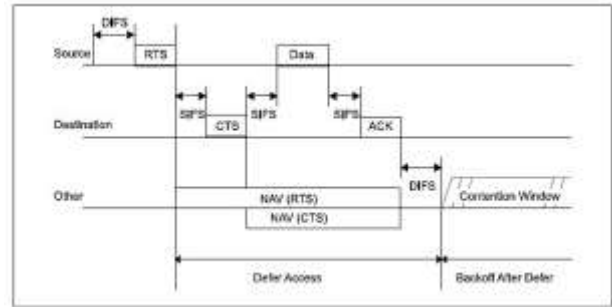 DIFS
Source
RTS
Data
SIFS
SIFS
SIFS
Destination
CTS
ACK
DIFS
Other
NAV (RTS)
Contention Window
NAV (CTS)
Defer Access
Backoff After Defer